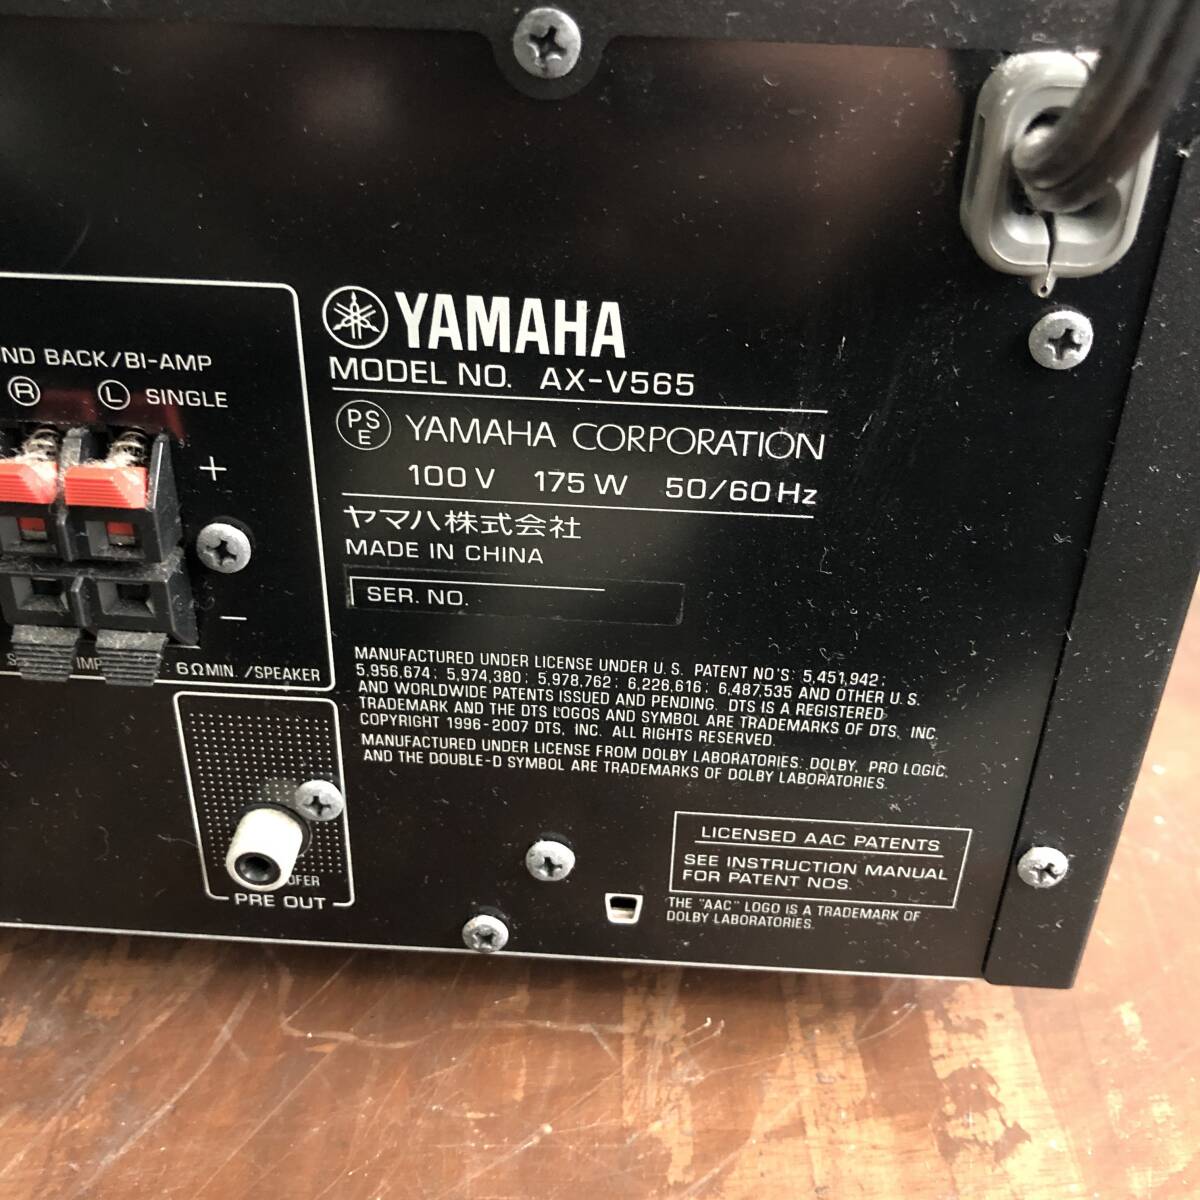 YAMAHA
MODEL NO. AX-V565
PS
E
YAMAHA CORPORATION
100 V 175 W 50/60 Hz
ヤマハ株式会社
MADE IN CHINA
SER. NO.
MANUFACTURED UNDER LICENSE UNDER U.S. PATENT NO'S: 5,451,942;
5,956,674; 5,974,380; 5,978,762; 6,226,616; 6,487,535 AND OTHER U.S.
AND WORLDWIDE PATENTS ISSUED AND PENDING. DTS IS A REGISTERED
TRADEMARK AND THE DTS LOGOS AND SYMBOL ARE TRADEMARKS OF DTS, INC.
COPYRIGHT 1996-2007 DTS, INC. ALL RIGHTS RESERVED.
MANUFACTURED UNDER LICENSE FROM DOLBY LABORATORIES. DOLBY, PRO LOGIC,
AND THE DOUBLE-D SYMBOL ARE TRADEMARKS OF DOLBY LABORATORIES.
LICENSED AAC PATENTS
SEE INSTRUCTION MANUAL
FOR PATENT NOS.
THE "AAC" LOGO IS A TRADEMARK OF
DOLBY LABORATORIES.
ND BACK/BI-AMP
R L SINGLE
+
−
6ΩMIN. /SPEAKER
PRE OUT